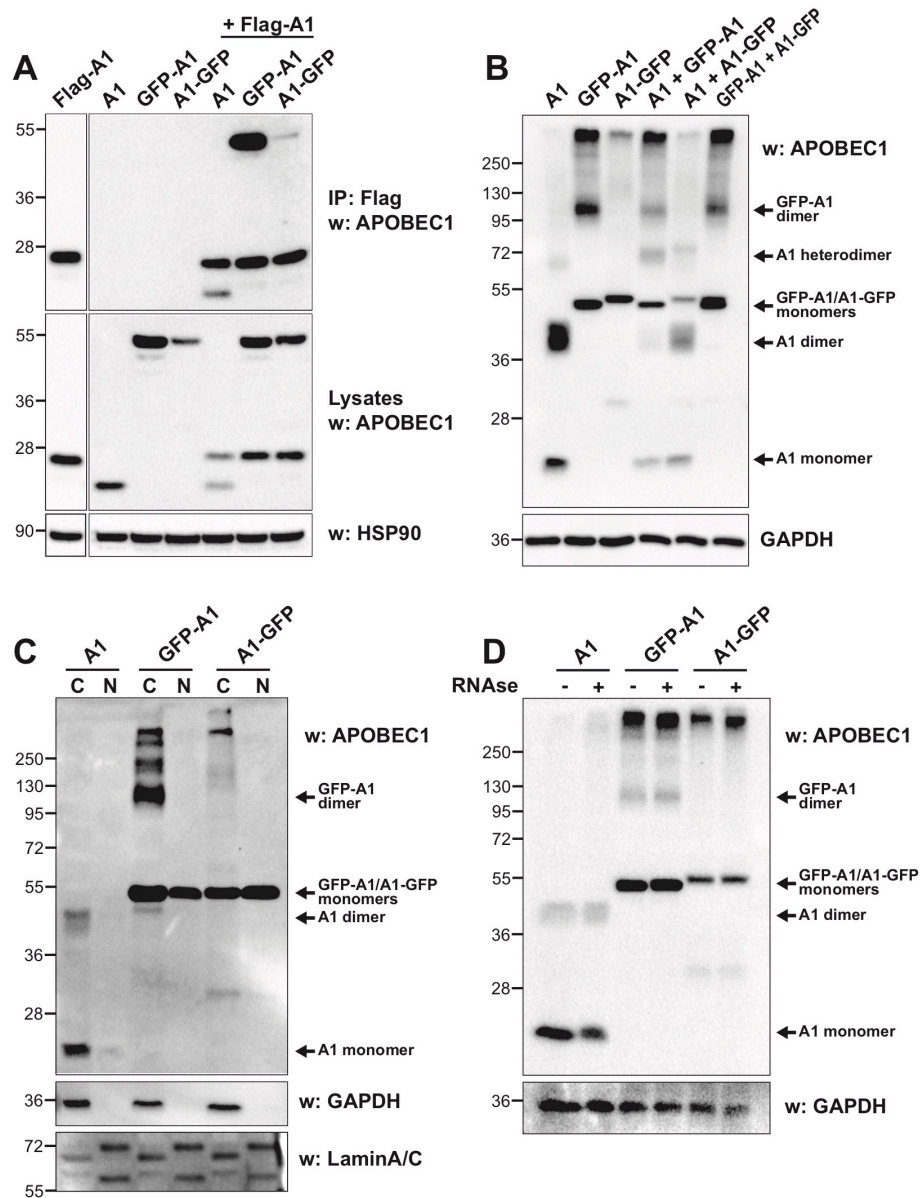 A
+ Flag-A1
Flag-A1 A1 GFP-A1 A1-GFP A1 GFP-A1 A1-GFP
55
36
28
IP: Flag
w: APOBEC1
55
36
28
Lysates
w: APOBEC1
90
w: HSP90
B
A1 GFP-A1 A1-GFP A1 + GFP-A1 A1 + A1-GFP GFP-A1 + A1-GFP
w: APOBEC1
250
130
95
72
55
36
28
GFP-A1
dimer
A1 heterodimer
GFP-A1/A1-GFP
monomers
A1 dimer
A1 monomer
36
GAPDH
C
A1 GFP-A1 A1-GFP
C N C N C N
w: APOBEC1
250
130
95
72
55
36
28
GFP-A1
dimer
GFP-A1/A1-GFP
monomers
A1 dimer
A1 monomer
36
w: GAPDH
72
55
w: LaminA/C
D
A1 GFP-A1 A1-GFP
RNAse - + - + - +
w: APOBEC1
250
130
95
72
55
36
28
GFP-A1
dimer
GFP-A1/A1-GFP
monomers
A1 dimer
A1 monomer
36
w: GAPDH